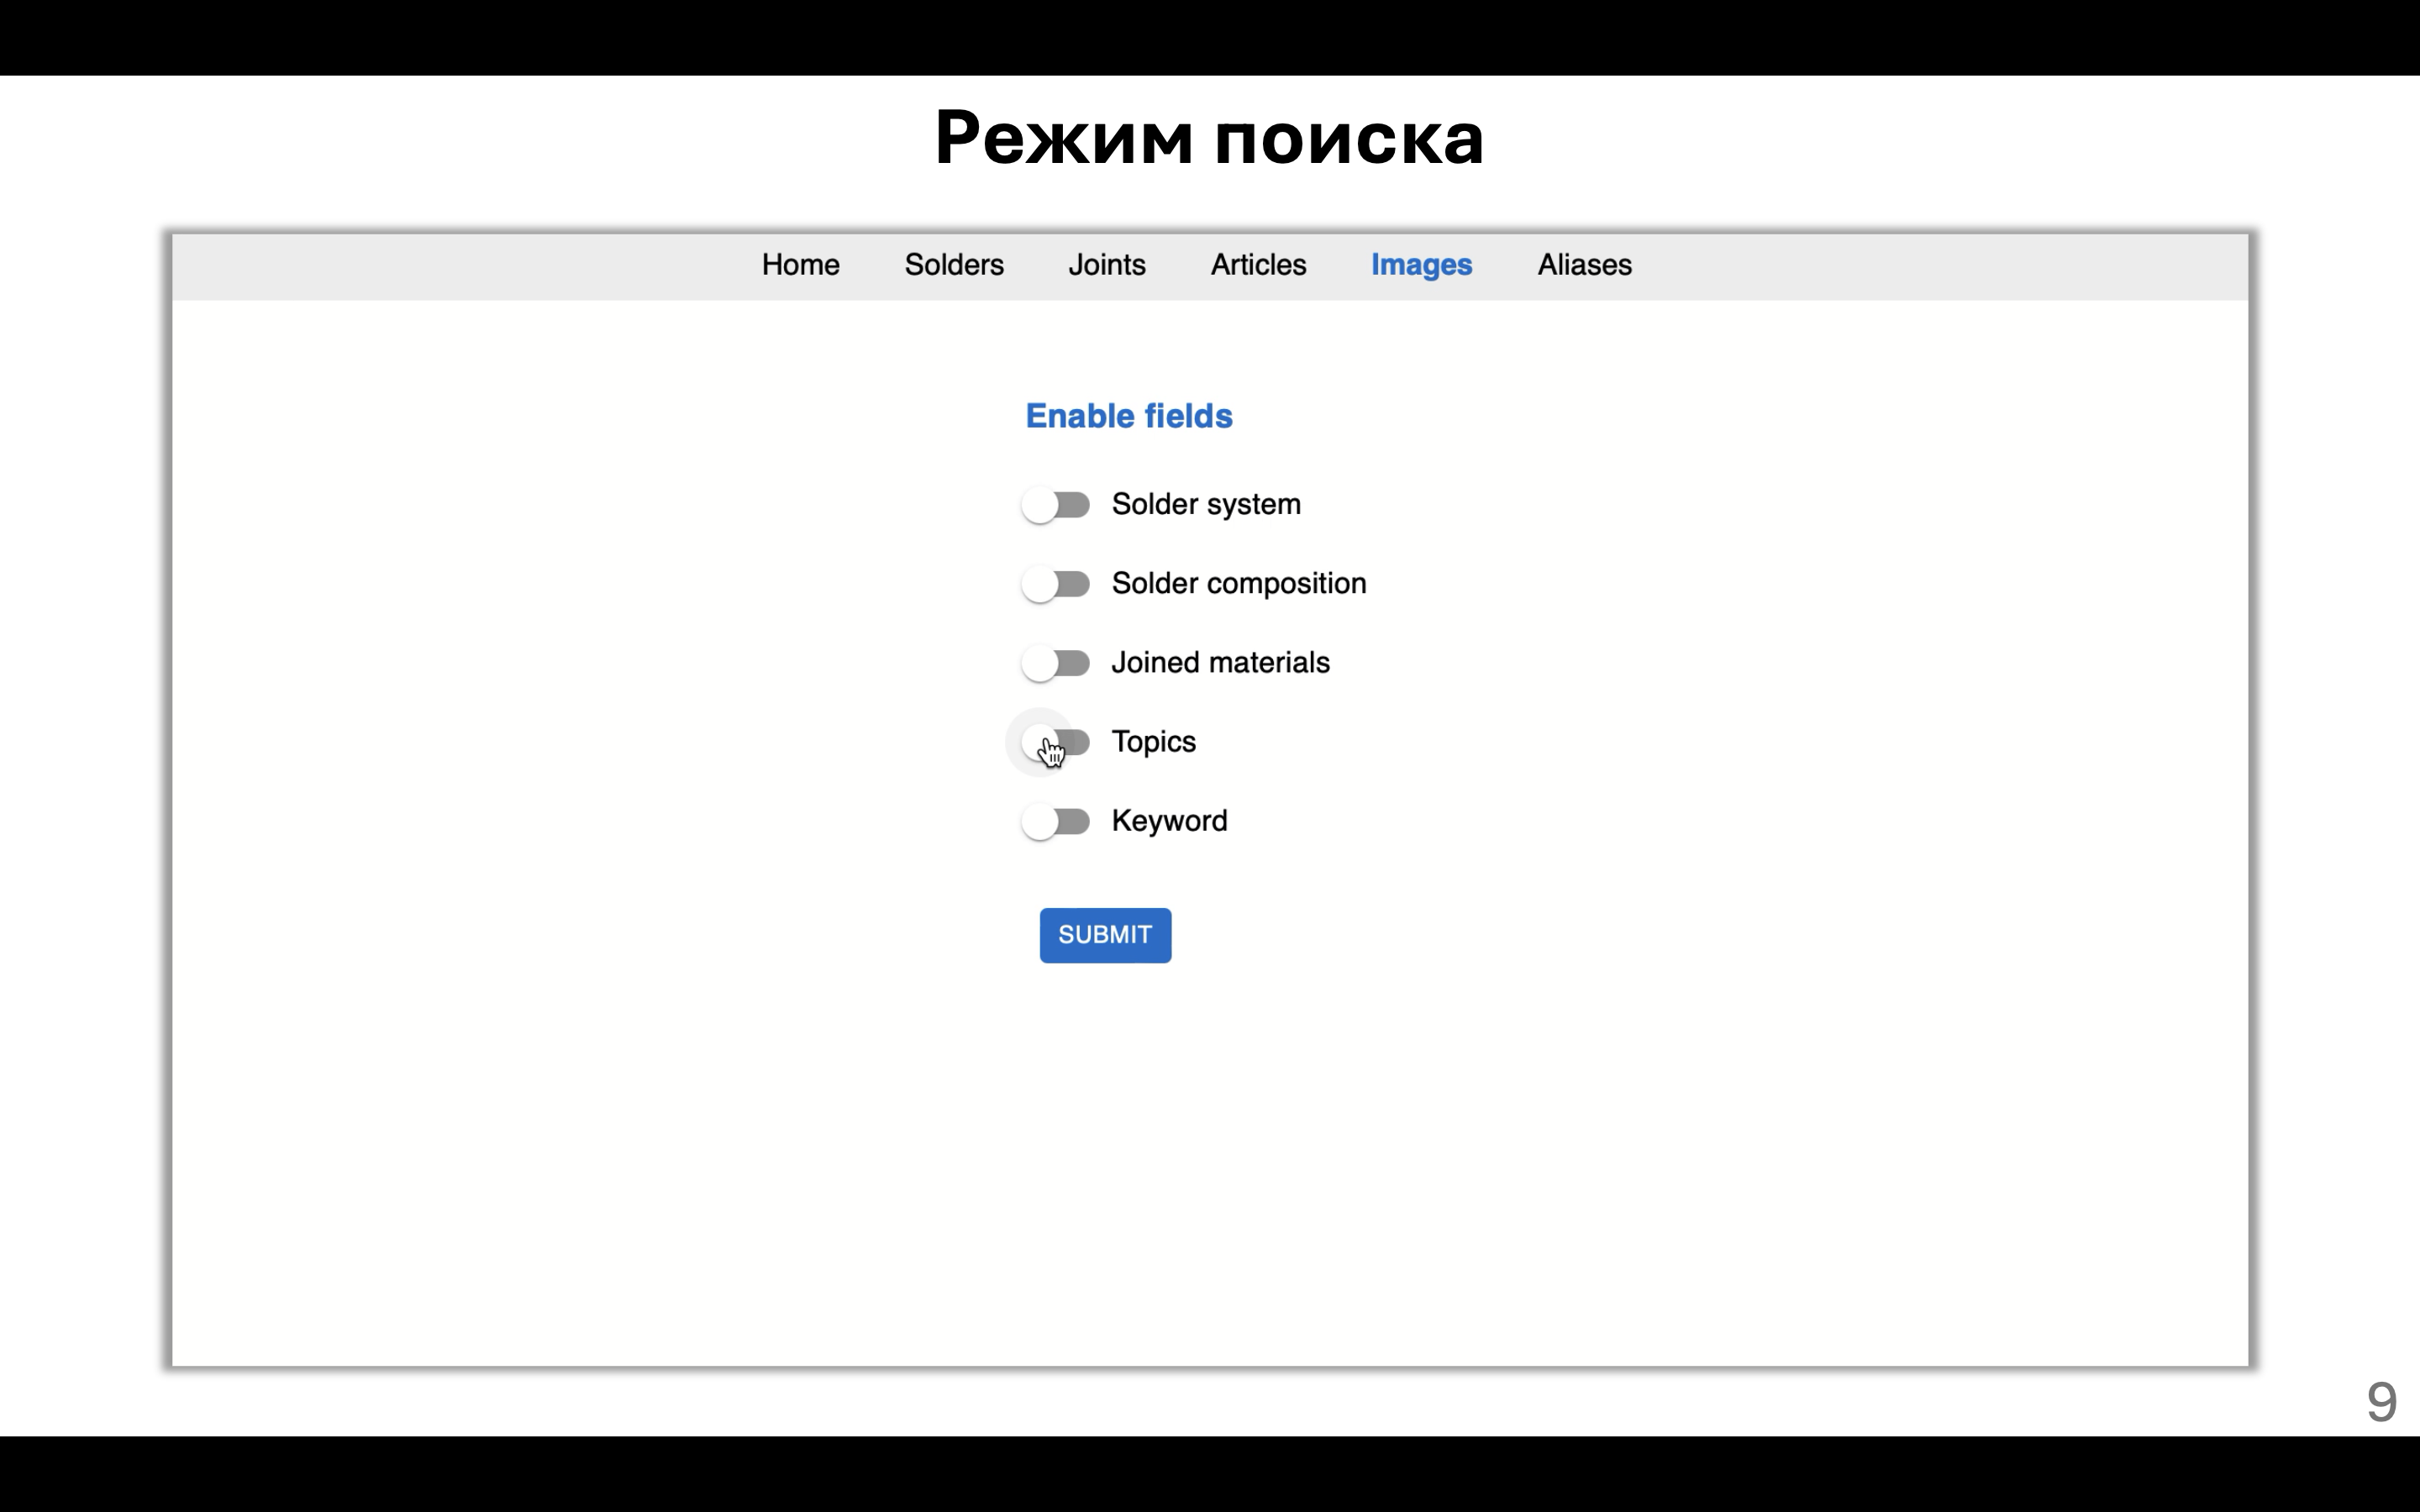 Режим поиска
Home Solders Joints Articles Images Aliases
Enable fields
Solder system
Solder composition
Joined materials
Topics
Keyword
SUBMIT
9